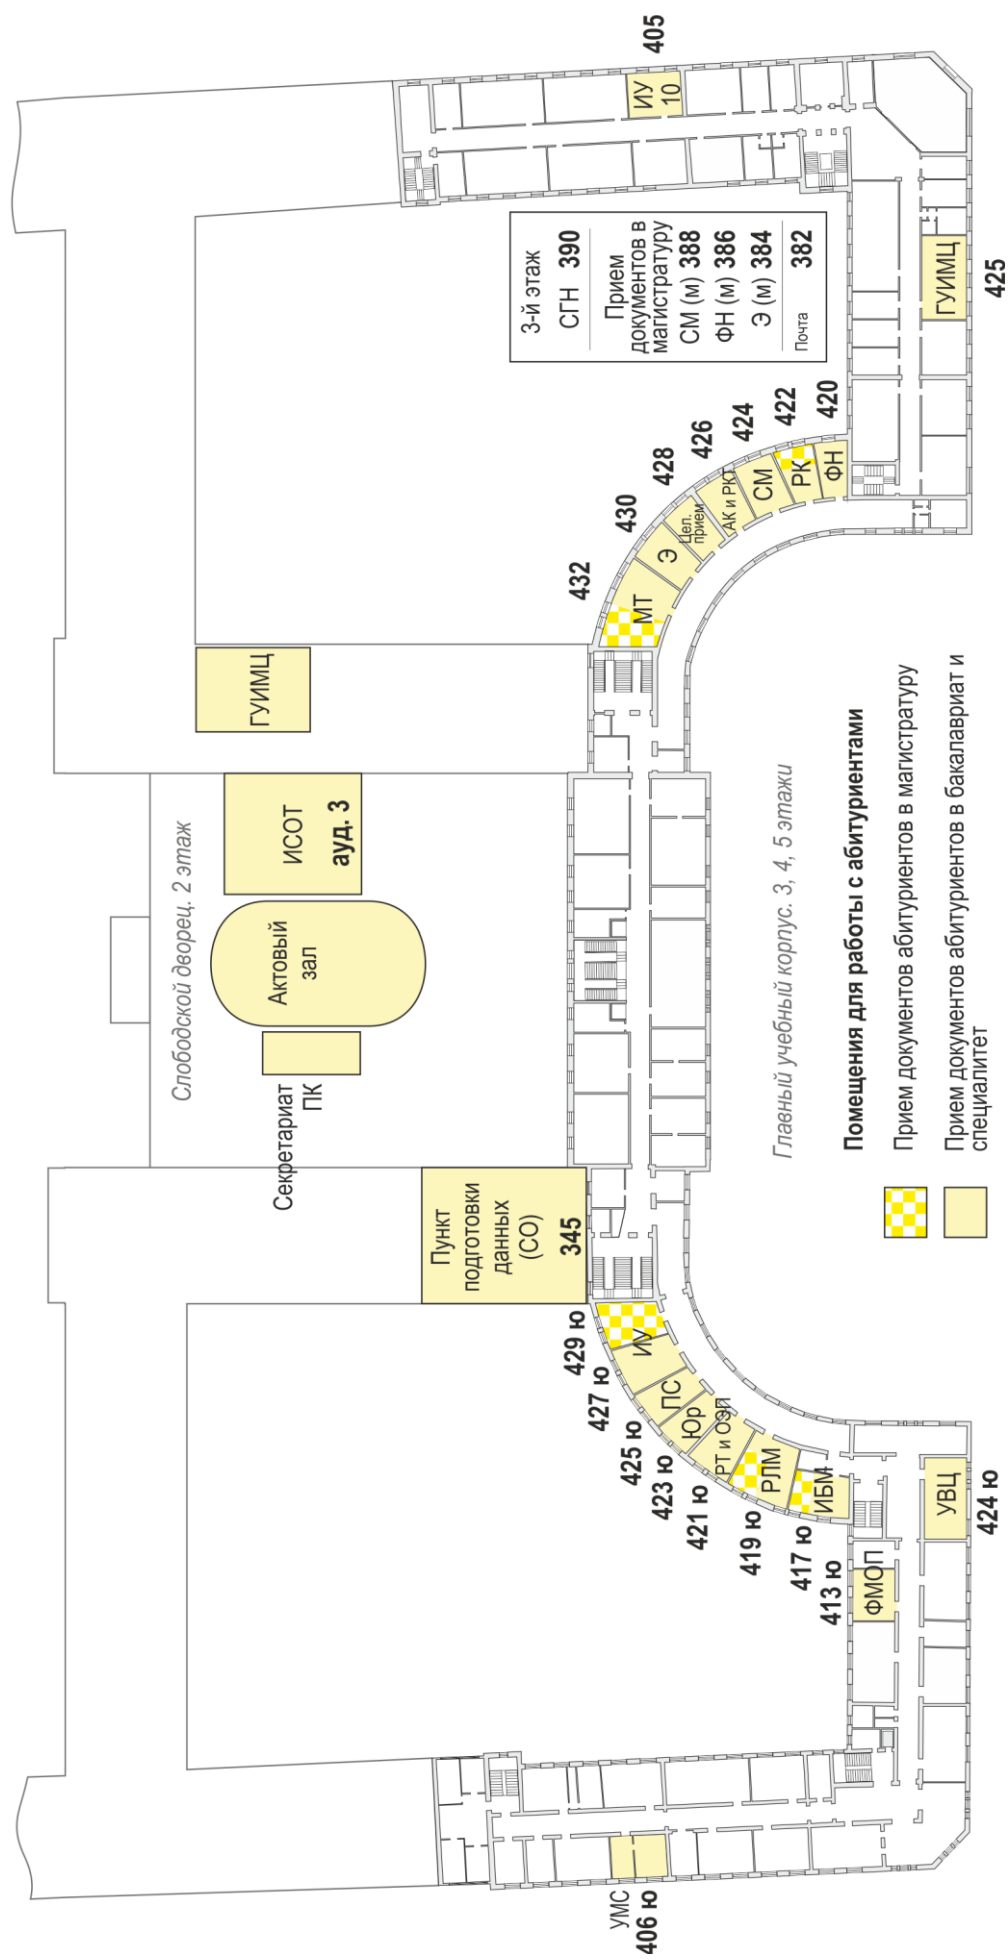 Слободской дворец. 2 этаж
Секретариат
ПК
Актовый
зал
ИСОТ
ауд. 3
ГУИМЦ
Пункт
подготовки
данных
(СО)
345
3-й этаж
СГН 390
Прием
документов в
магистратуру
СМ (м) 388
ФН (м) 386
Э (м) 384
Почта 382
УМС
406 ю
ФМОП
413 ю
УВЦ
424 ю
ИБМ
417 ю
РЛМ
419 ю
РТ и ОЭП
421 ю
Юр
423 ю
ПС
425 ю
427 ю
ИУ
429 ю
МТ
432
Э
430
Цел.
прием
428
АК и РКТ
426
СМ
424
РК
422
ФН
420
ГУИМЦ
425
ИУ
10
405
Главный учебный корпус. 3, 4, 5 этажи
Помещения для работы с абитуриентами
Прием документов абитуриентов в магистратуру
Прием документов абитуриентов в бакалавриат и
специалитет